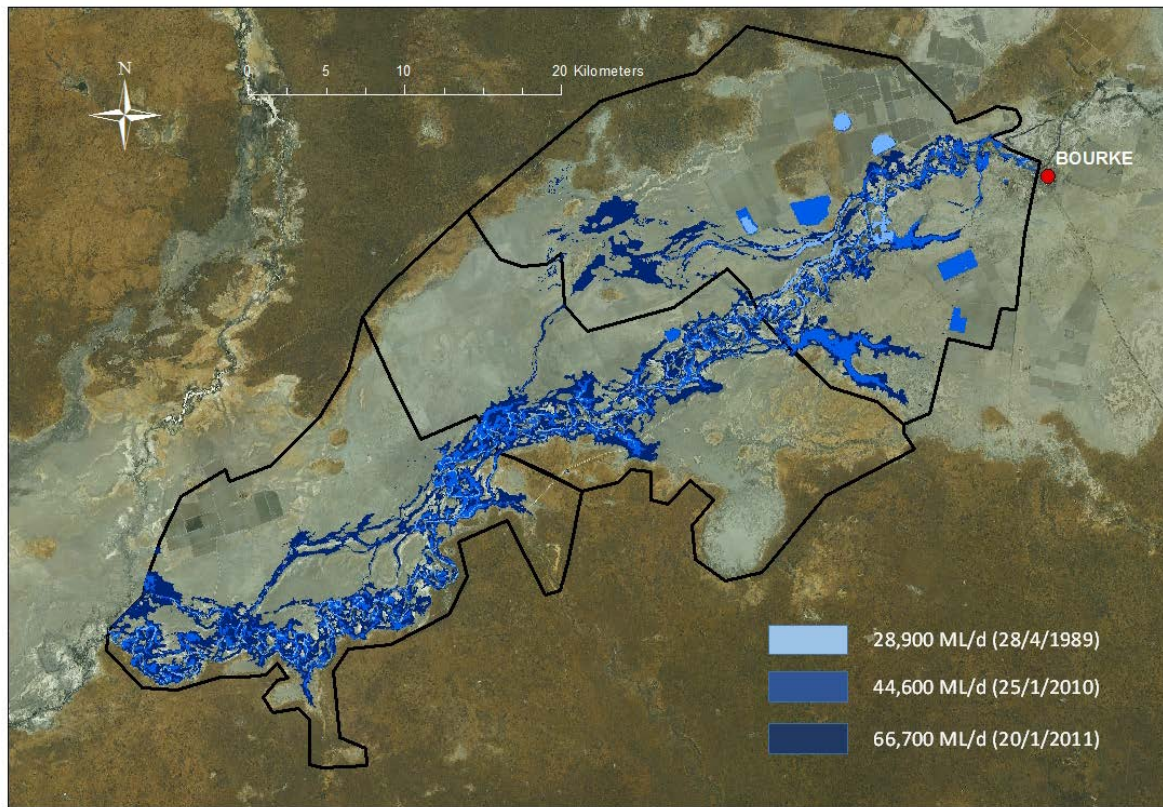 N
0 5 10 20 Kilometers
BOURKE
28,900 ML/d (28/4/1989)
44,600 ML/d (25/1/2010)
66,700 ML/d (20/1/2011)